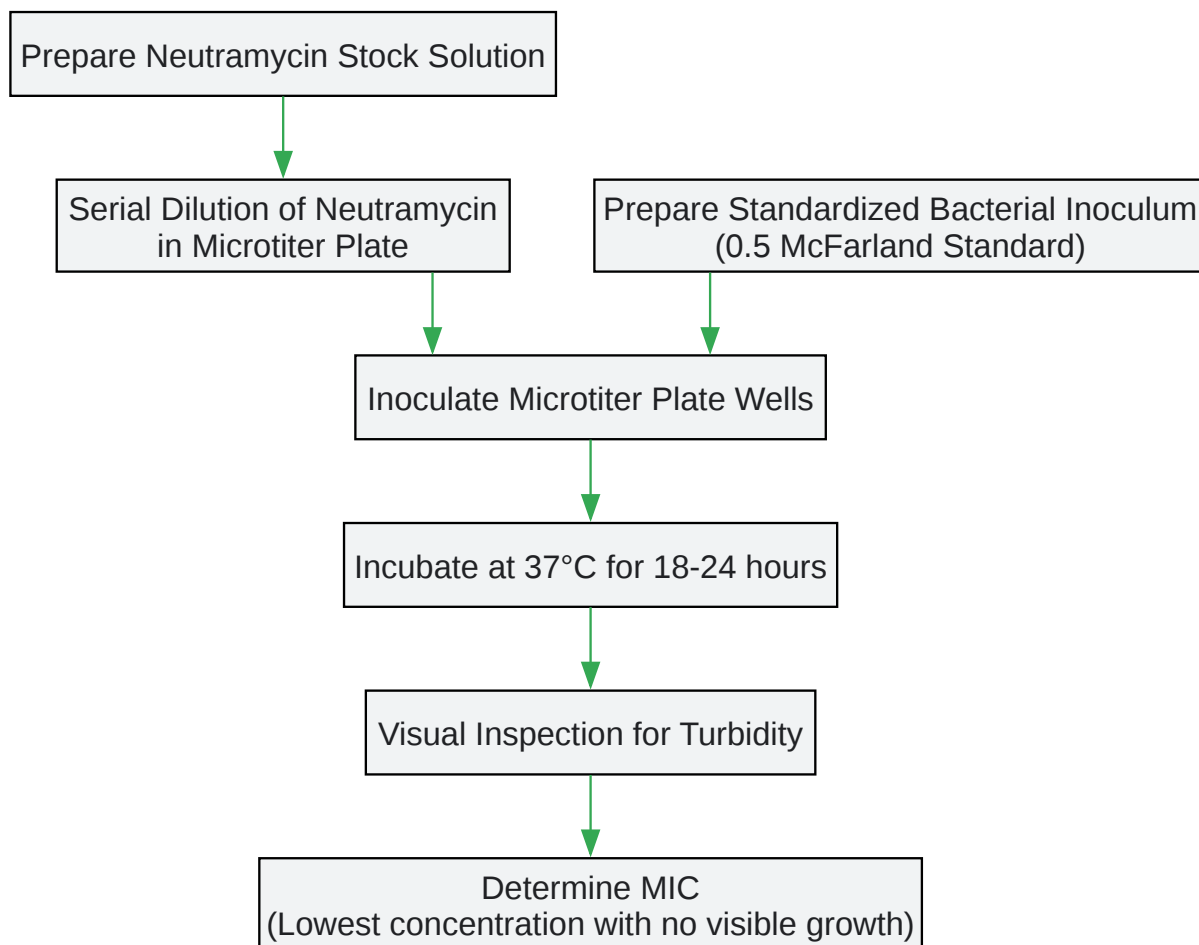 Prepare Neutramycin Stock Solution
Serial Dilution of Neutramycin
in Microtiter Plate
Prepare Standardized Bacterial Inoculum
(0.5 McFarland Standard)
Inoculate Microtiter Plate Wells
Incubate at 37°C for 18-24 hours
Visual Inspection for Turbidity
Determine MIC
(Lowest concentration with no visible growth)